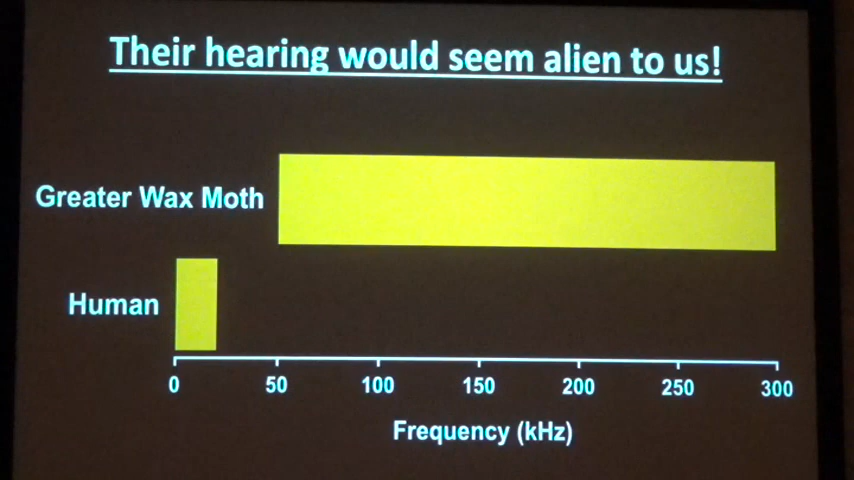 Their hearing would seem alien to us!
Greater Wax Moth
Human
0 50 100 150 200 250 300
Frequency (kHz)